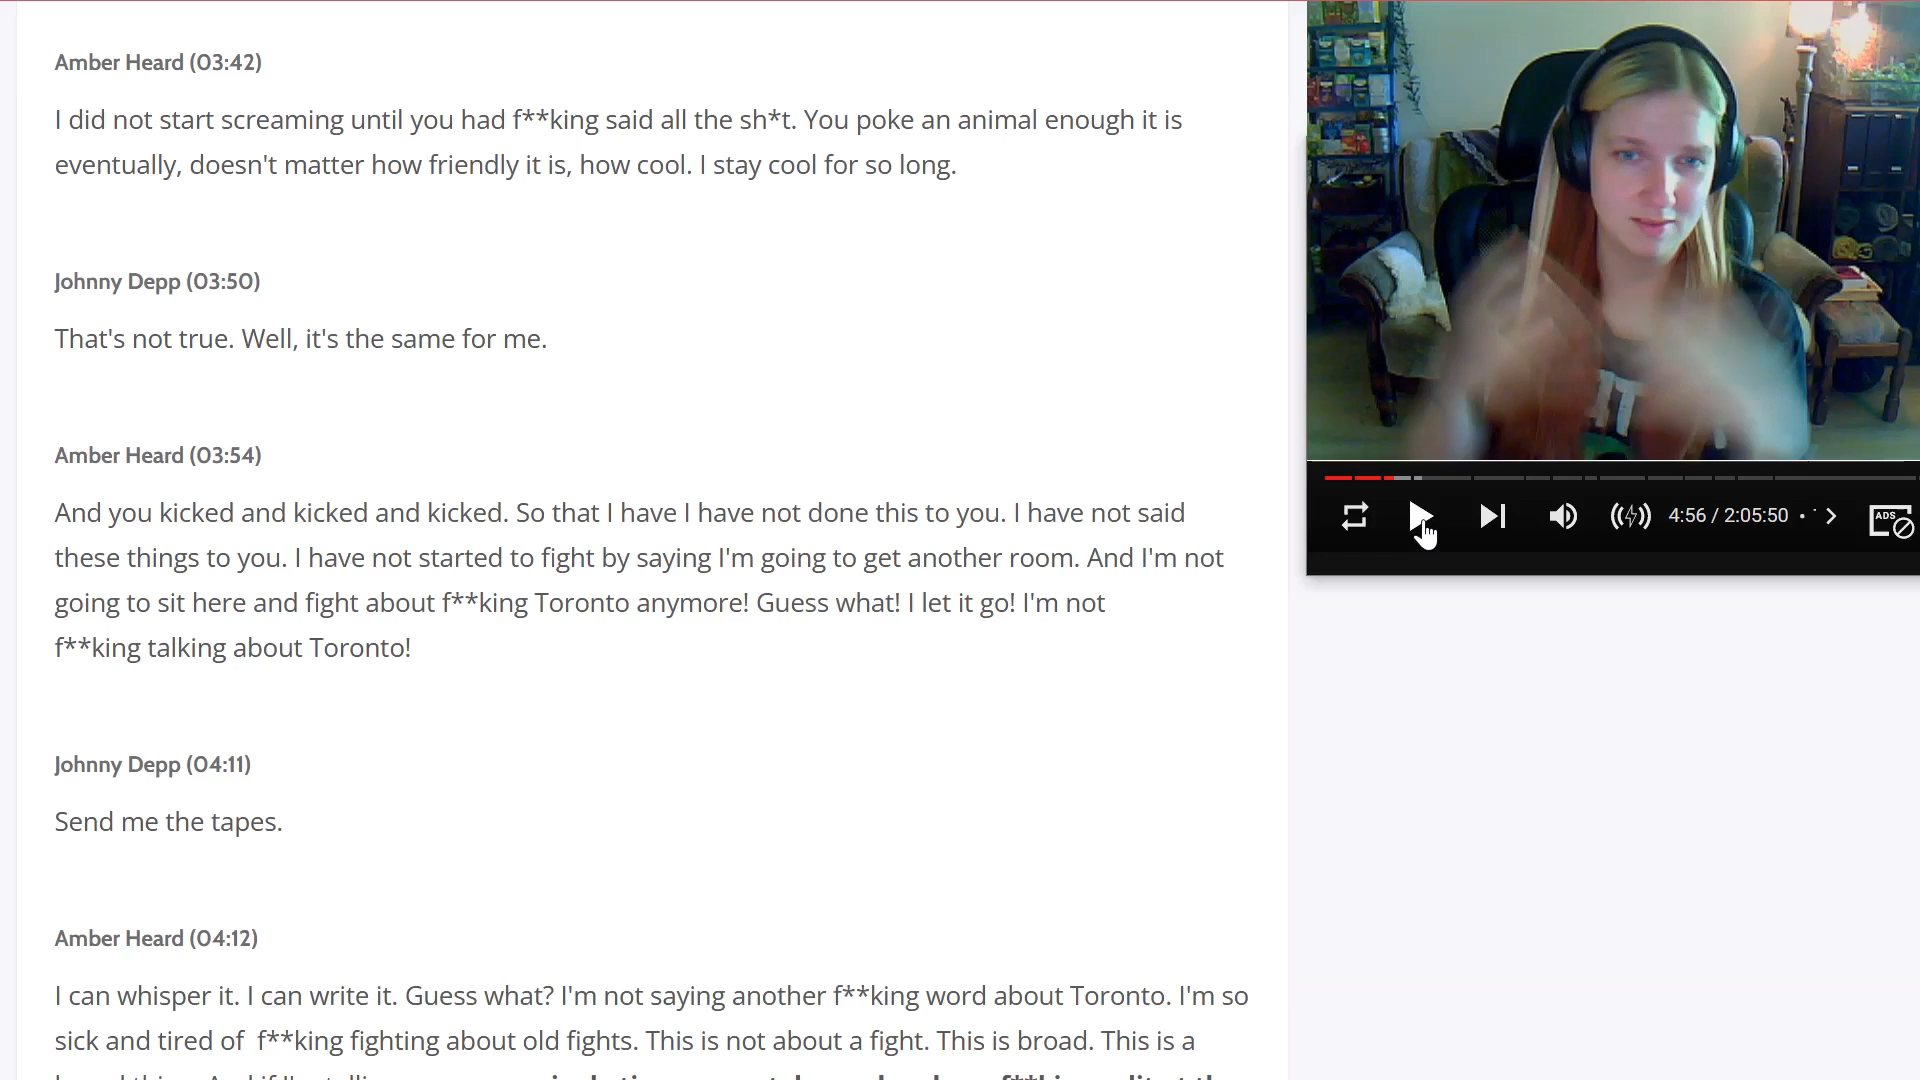 Amber Heard (03:42)
I did not start screaming until you had f**king said all the sh*t. You poke an animal enough it is
eventually, doesn't matter how friendly it is, how cool. I stay cool for so long.
Johnny Depp (03:50)
That's not true. Well, it's the same for me.
Amber Heard (03:54)
And you kicked and kicked and kicked. So that I have I have not done this to you. I have not said
these things to you. I have not started to fight by saying I'm going to get another room. And I'm not
going to sit here and fight about f**king Toronto anymore! Guess what! I let it go! I'm not
f**king talking about Toronto!
Johnny Depp (04:11)
Send me the tapes.
Amber Heard (04:12)
I can whisper it. I can write it. Guess what? I'm not saying another f**king word about Toronto. I'm so
sick and tired of  f**king fighting about old fights. This is not about a fight. This is broad. This is a
4:56 / 2:05:50
ADS